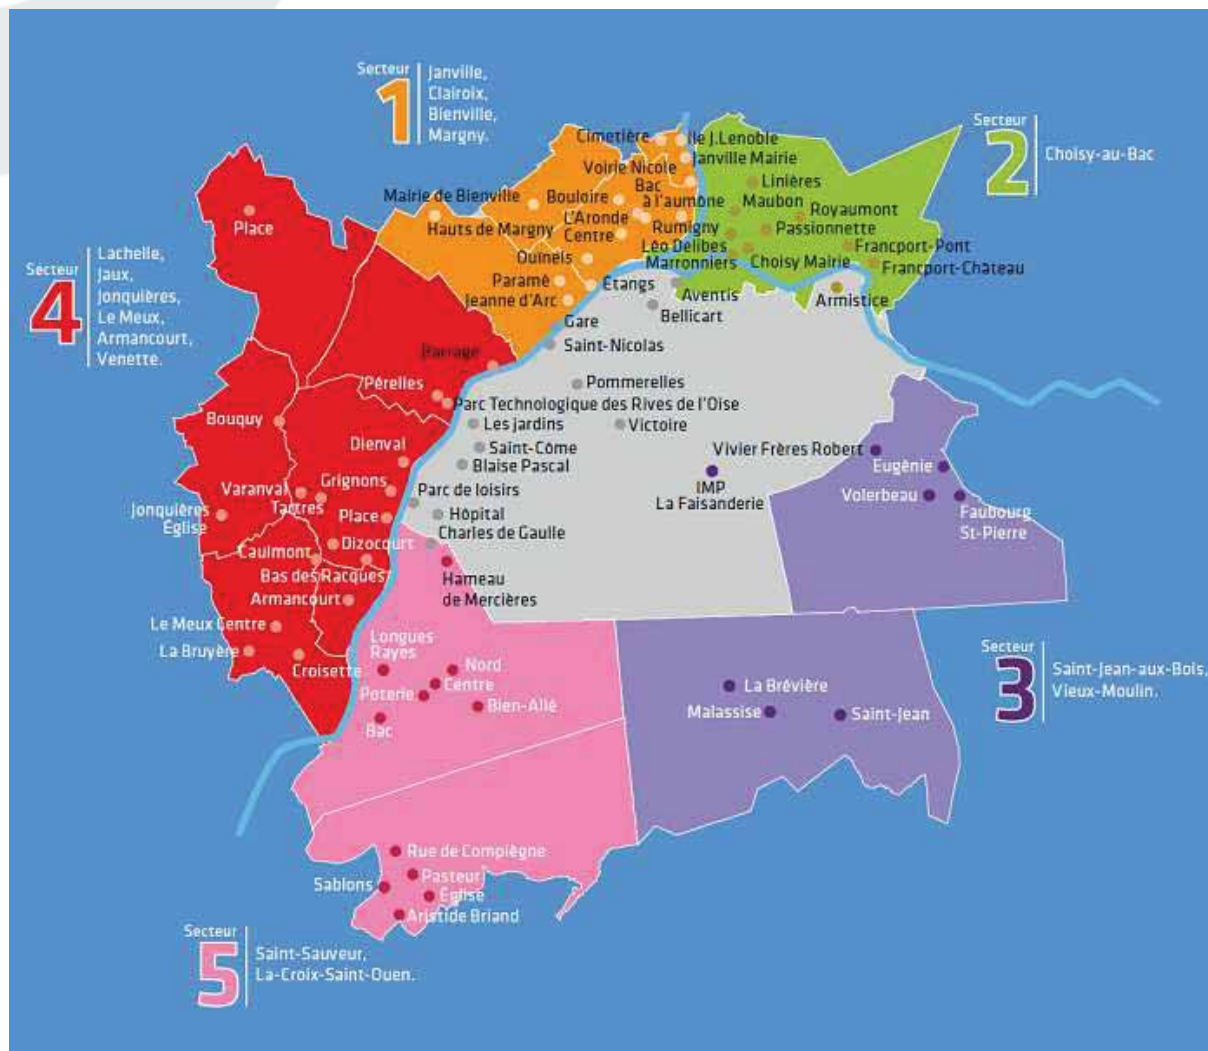 Secteur
1
Janville,
Clairoix,
Bienville,
Margny.
Secteur
2
Choisy-au-Bac
Secteur
4
Lachelle,
Jaux,
Jonquières,
Le Meux,
Armancourt,
Venette.
Cimetière
Ile J.Lenoble
Voirie Nicole
Janville Mairie
Mairie de Bienville
Bouloire
Bac
à l'aumone
Linières
Maubon
Royaumont
Place
Hauts de Margny
L'Aronde
Centre
Rumigny
Passionnette
Léo Delibes
Francport-Pont
Ouïnels
Marronniers
Choisy Mairie
Francport-Château
Paramé
Etangs
Aventis
Armistice
Jeanne d'Arc
Bellicart
Gare
Saint-Nicolas
Barrage
Pérelles
Pommerelles
Parc Technologique des Rives de l'Oise
Bouquy
Les jardins
Victoire
Dienval
Saint-Côme
Vivier Frères Robert
Blaise Pascal
Eugénie
Varanval
Grignons
Parc de loisirs
IMP
La Faisanderie
Volerbeau
Tartres
Jonquières
Église
Place
Hôpital
Faubourg
St-Pierre
Charles de Gaulle
Caulmont
Dizocourt
Bas des Racques
Hameau
de Mercières
Armancourt
Le Meux Centre
La Bruyère
Croisette
Longues
Rayes
Nord
Centre
Poterie
Bien-Allé
Bac
La Brévière
Malassise
Saint-Jean
Secteur
3
Saint-Jean-aux-Bois,
Vieux-Moulin.
Rue de Compiègne
Pasteur
Sablons
Église
Aristide Briand
Secteur
5
Saint-Sauveur,
La-Croix-Saint-Ouen.